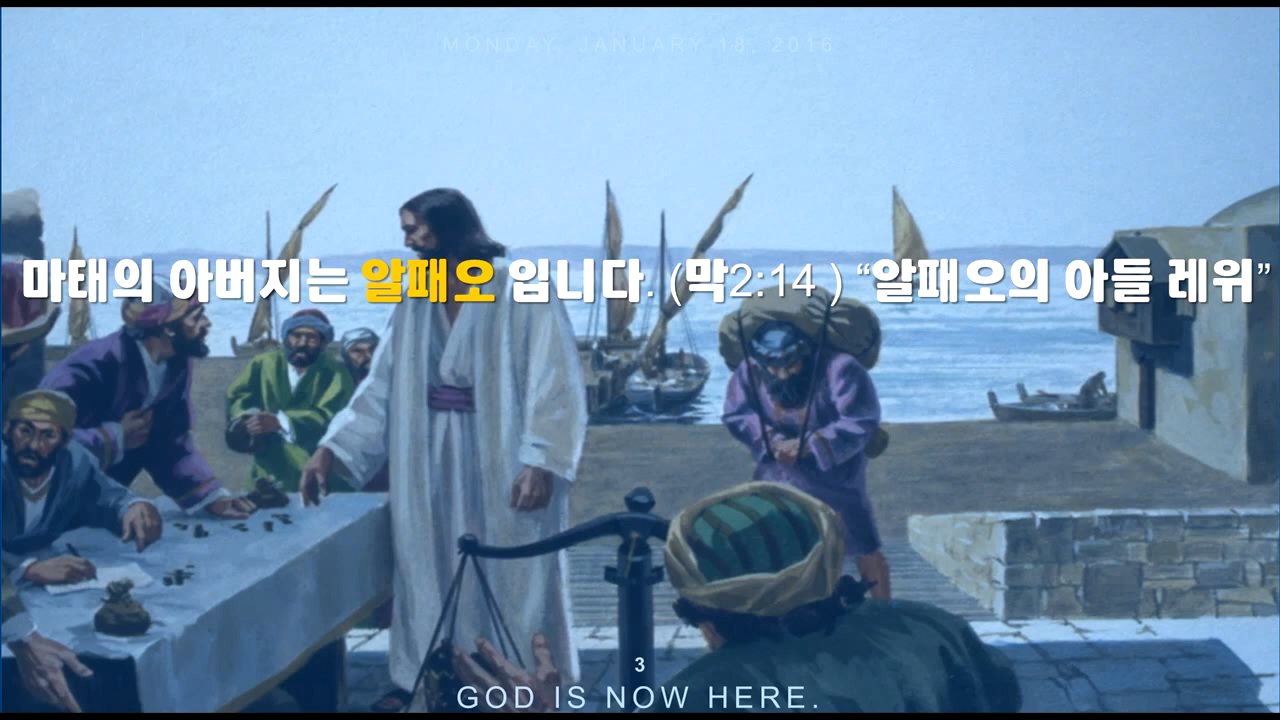 MONDAY, JANUARY 18, 2016
마태의 아버지는 알패오 입니다. (막2:14 ) “알패오의 아들 레위”
3
GOD IS NOW HERE.